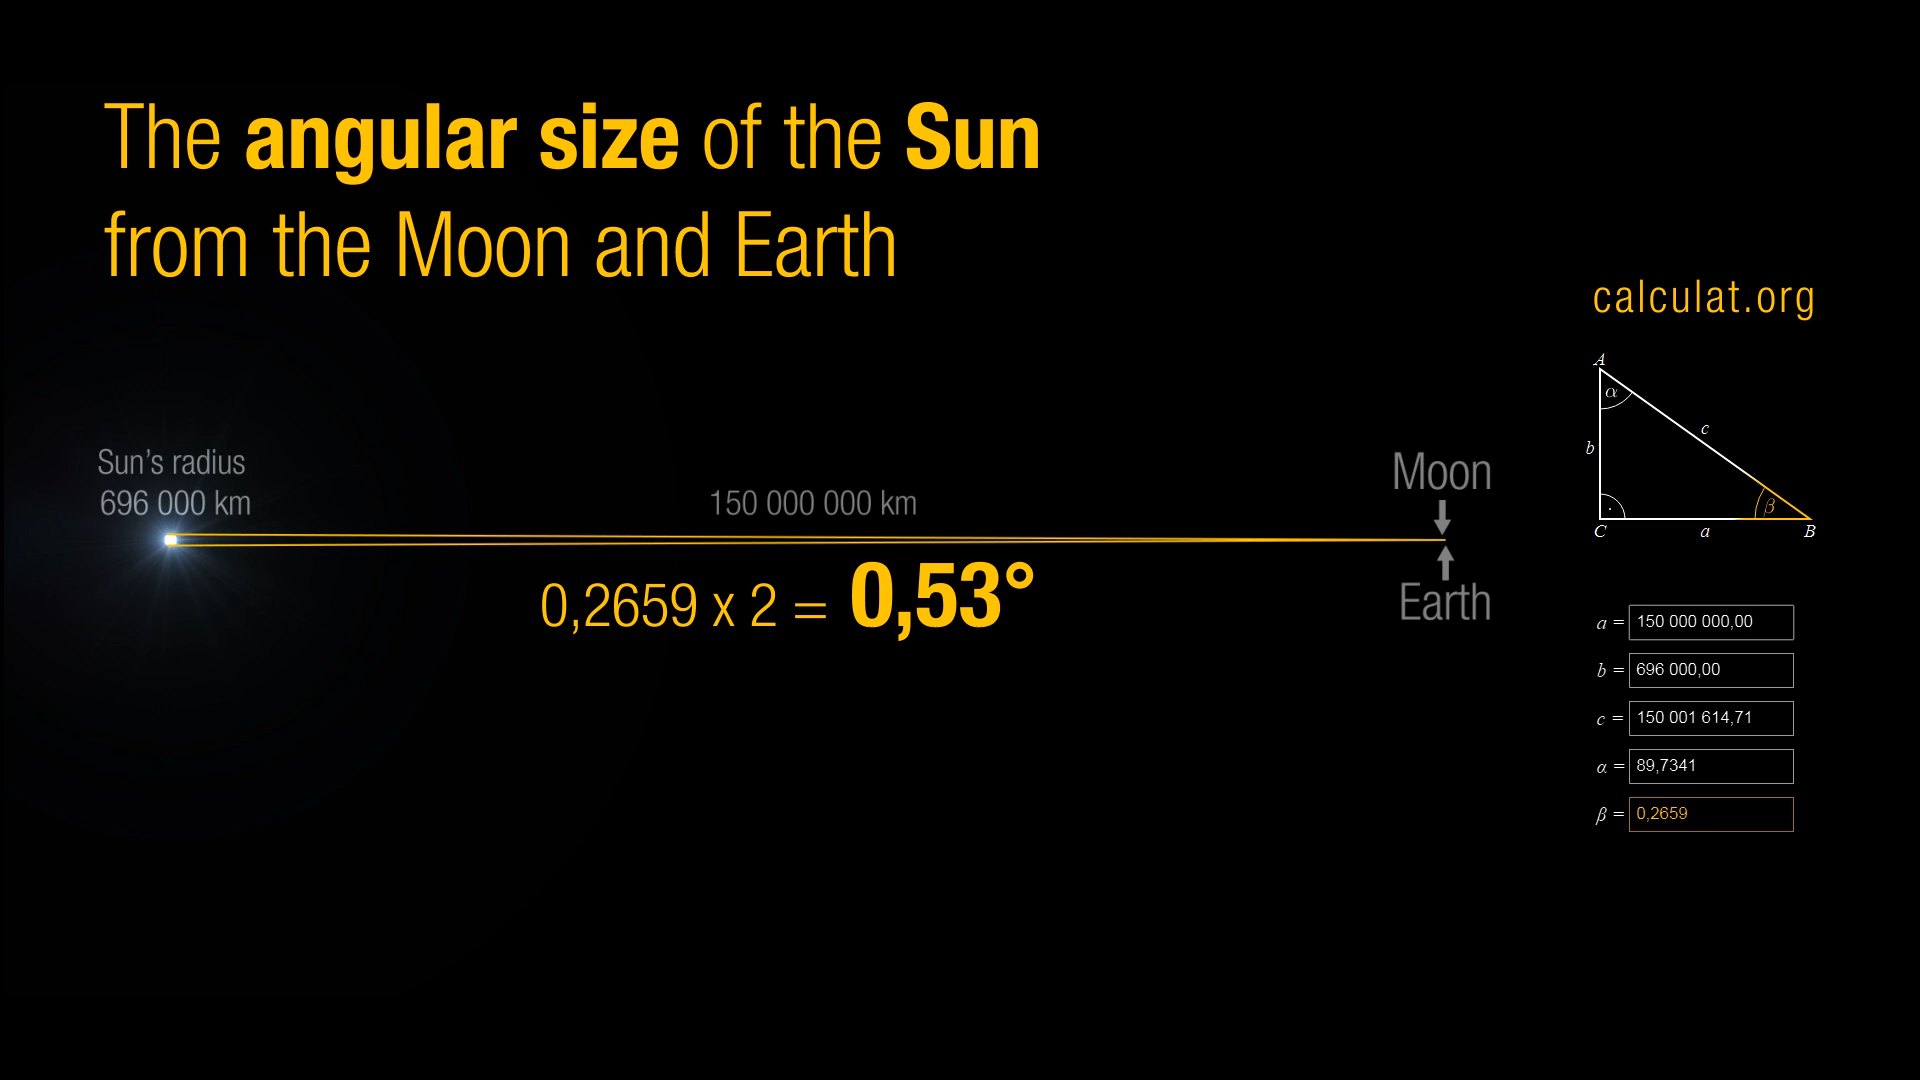 The angular size of the Sun
from the Moon and Earth
calculat.org
A
α
c
b
β
C
a
B
Sun's radius
696 000 km
150 000 000 km
Moon
Earth
0,2659 x 2 = 0,53°
a = 150 000 000,00
b = 696 000,00
c = 150 001 614,71
α = 89,7341
β = 0,2659